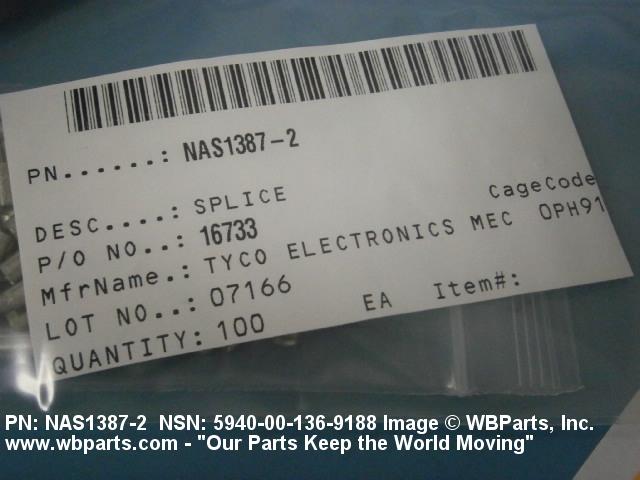 PN......: NAS1387-2
DESC....: SPLICE
P/O NO..: 16733 CageCode
MfrName.: TYCO ELECTRONICS MEC OPH91
LOT NO..: 07166
QUANTITY: 100 EA Item#:
PN: NAS1387-2 NSN: 5940-00-136-9188 Image © WBParts, Inc.
www.wbparts.com - "Our Parts Keep the World Moving"